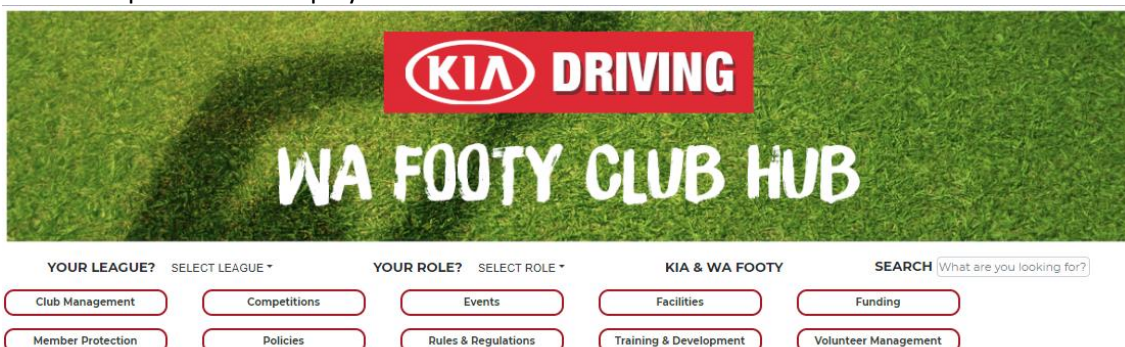 KIA DRIVING
WA FOOTY CLUB HUB
YOUR LEAGUE? SELECT LEAGUE YOUR ROLE? SELECT ROLE KIA & WA FOOTY SEARCH What are you looking for?
Club Management Competitions Events Facilities Funding
Member Protection Policies Rules & Regulations Training & Development Volunteer Management